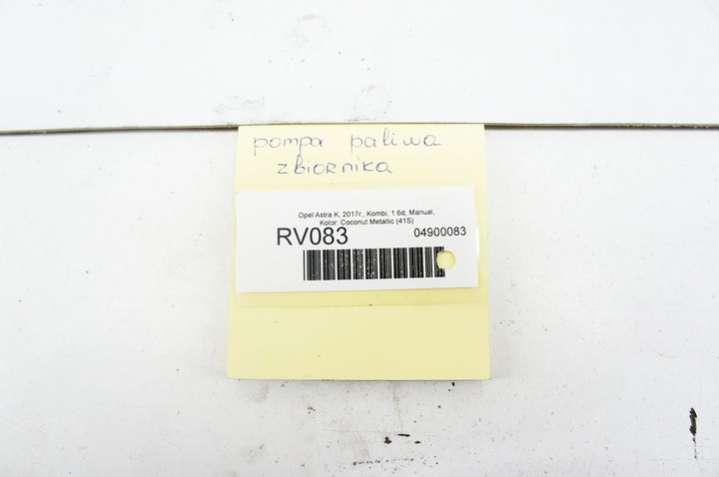 pompa paliwa
zbiornika
Opel Astra K, 2017r., Kombi, 1.6d, Manual,
Kolor: Coconut Metallic (41S)
RV083
04900083